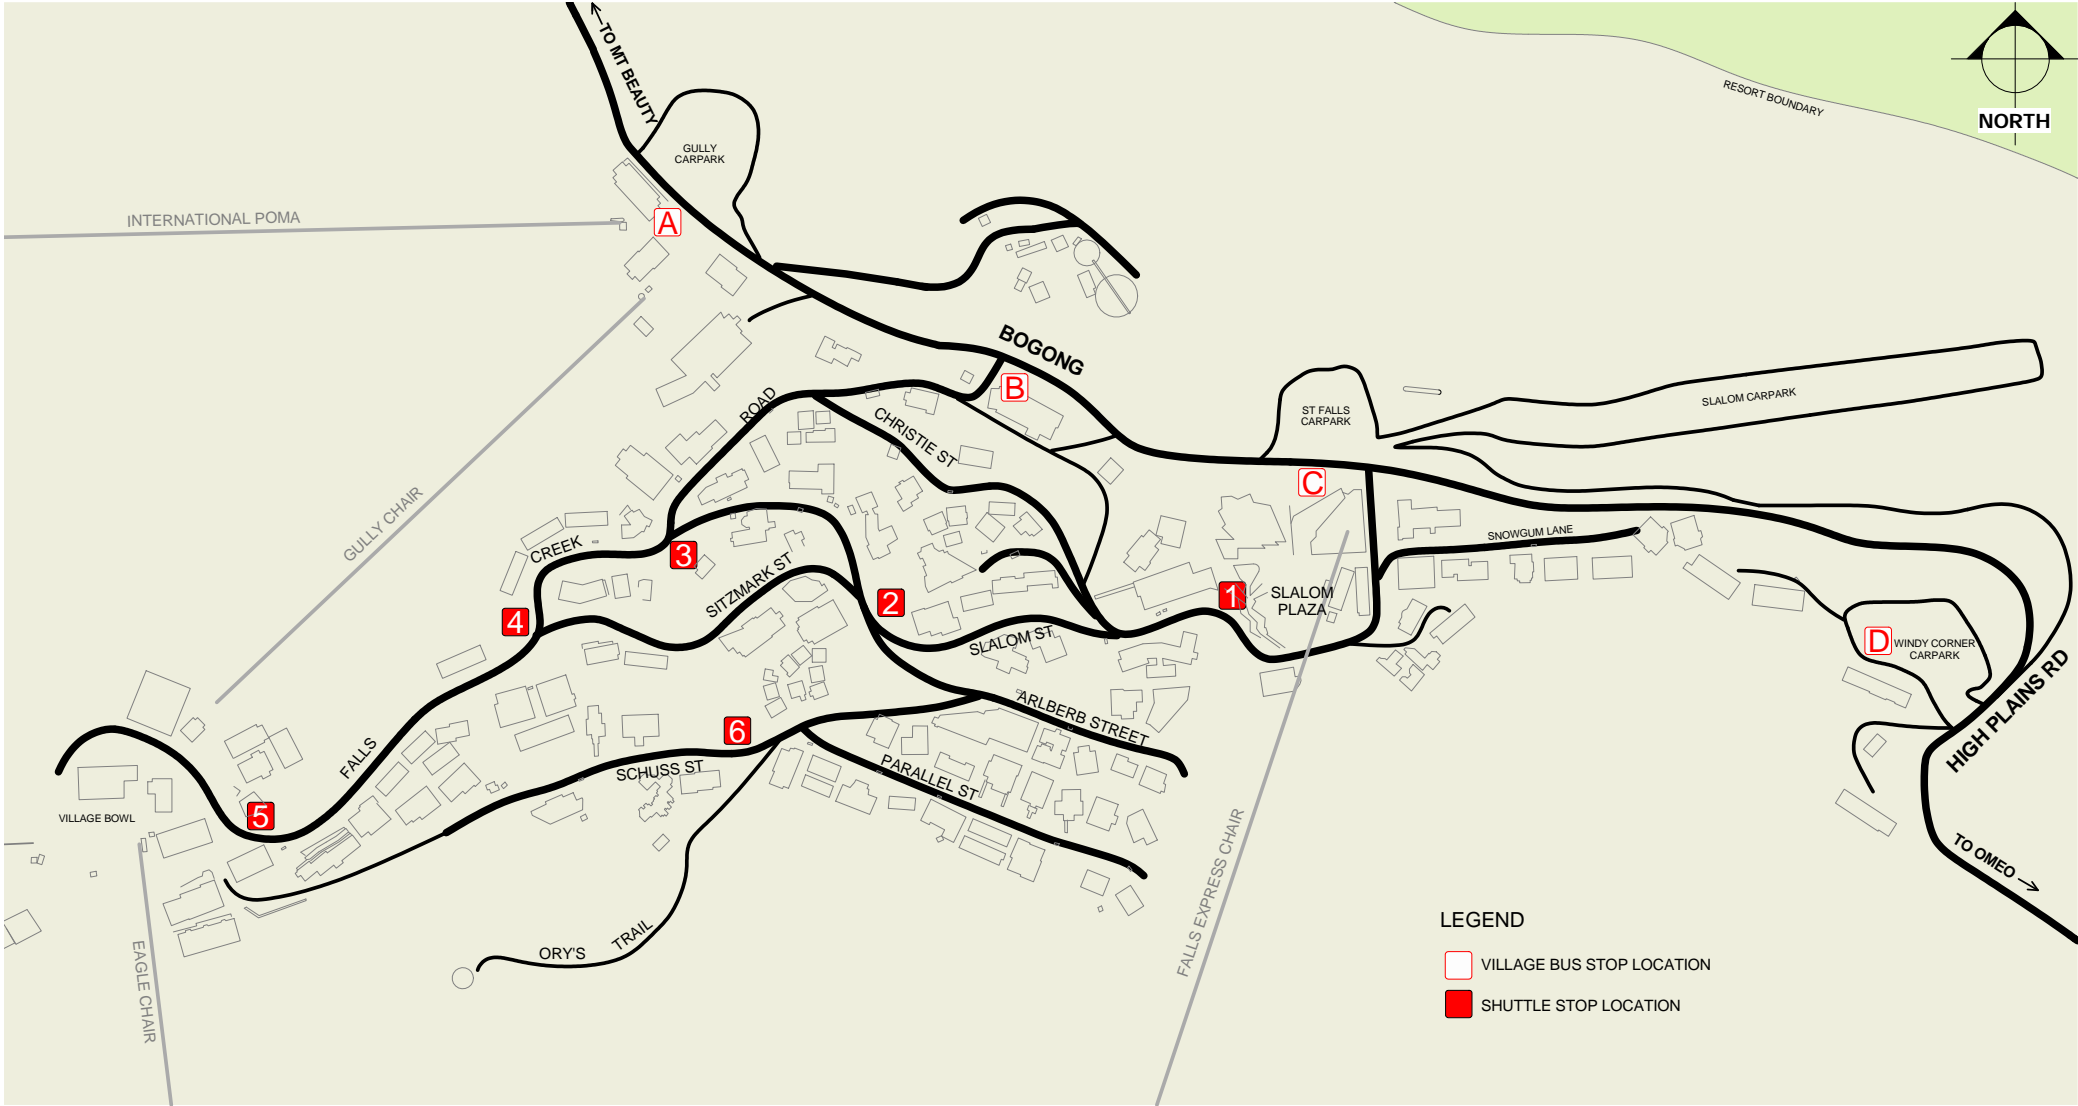 TO MT BEAUTY
RESORT BOUNDARY
NORTH
GULLY
CARPARK
INTERNATIONAL POMA
A
BOGONG
B
ROAD
CHRISTIE ST
ST FALLS
CARPARK
SLALOM CARPARK
C
GULLY CHAIR
CREEK
3
SITZMARK ST
SNOWGUM LANE
4
2
1
SLALOM
PLAZA
SLALOM ST
D
WINDY CORNER
CARPARK
HIGH PLAINS RD
ARLBERB STREET
6
FALLS
SCHUSS ST
PARALLEL ST
5
VILLAGE BOWL
FALLS EXPRESS CHAIR
TO OMEO
EAGLE CHAIR
ORY'S
TRAIL
LEGEND
VILLAGE BUS STOP LOCATION
SHUTTLE STOP LOCATION